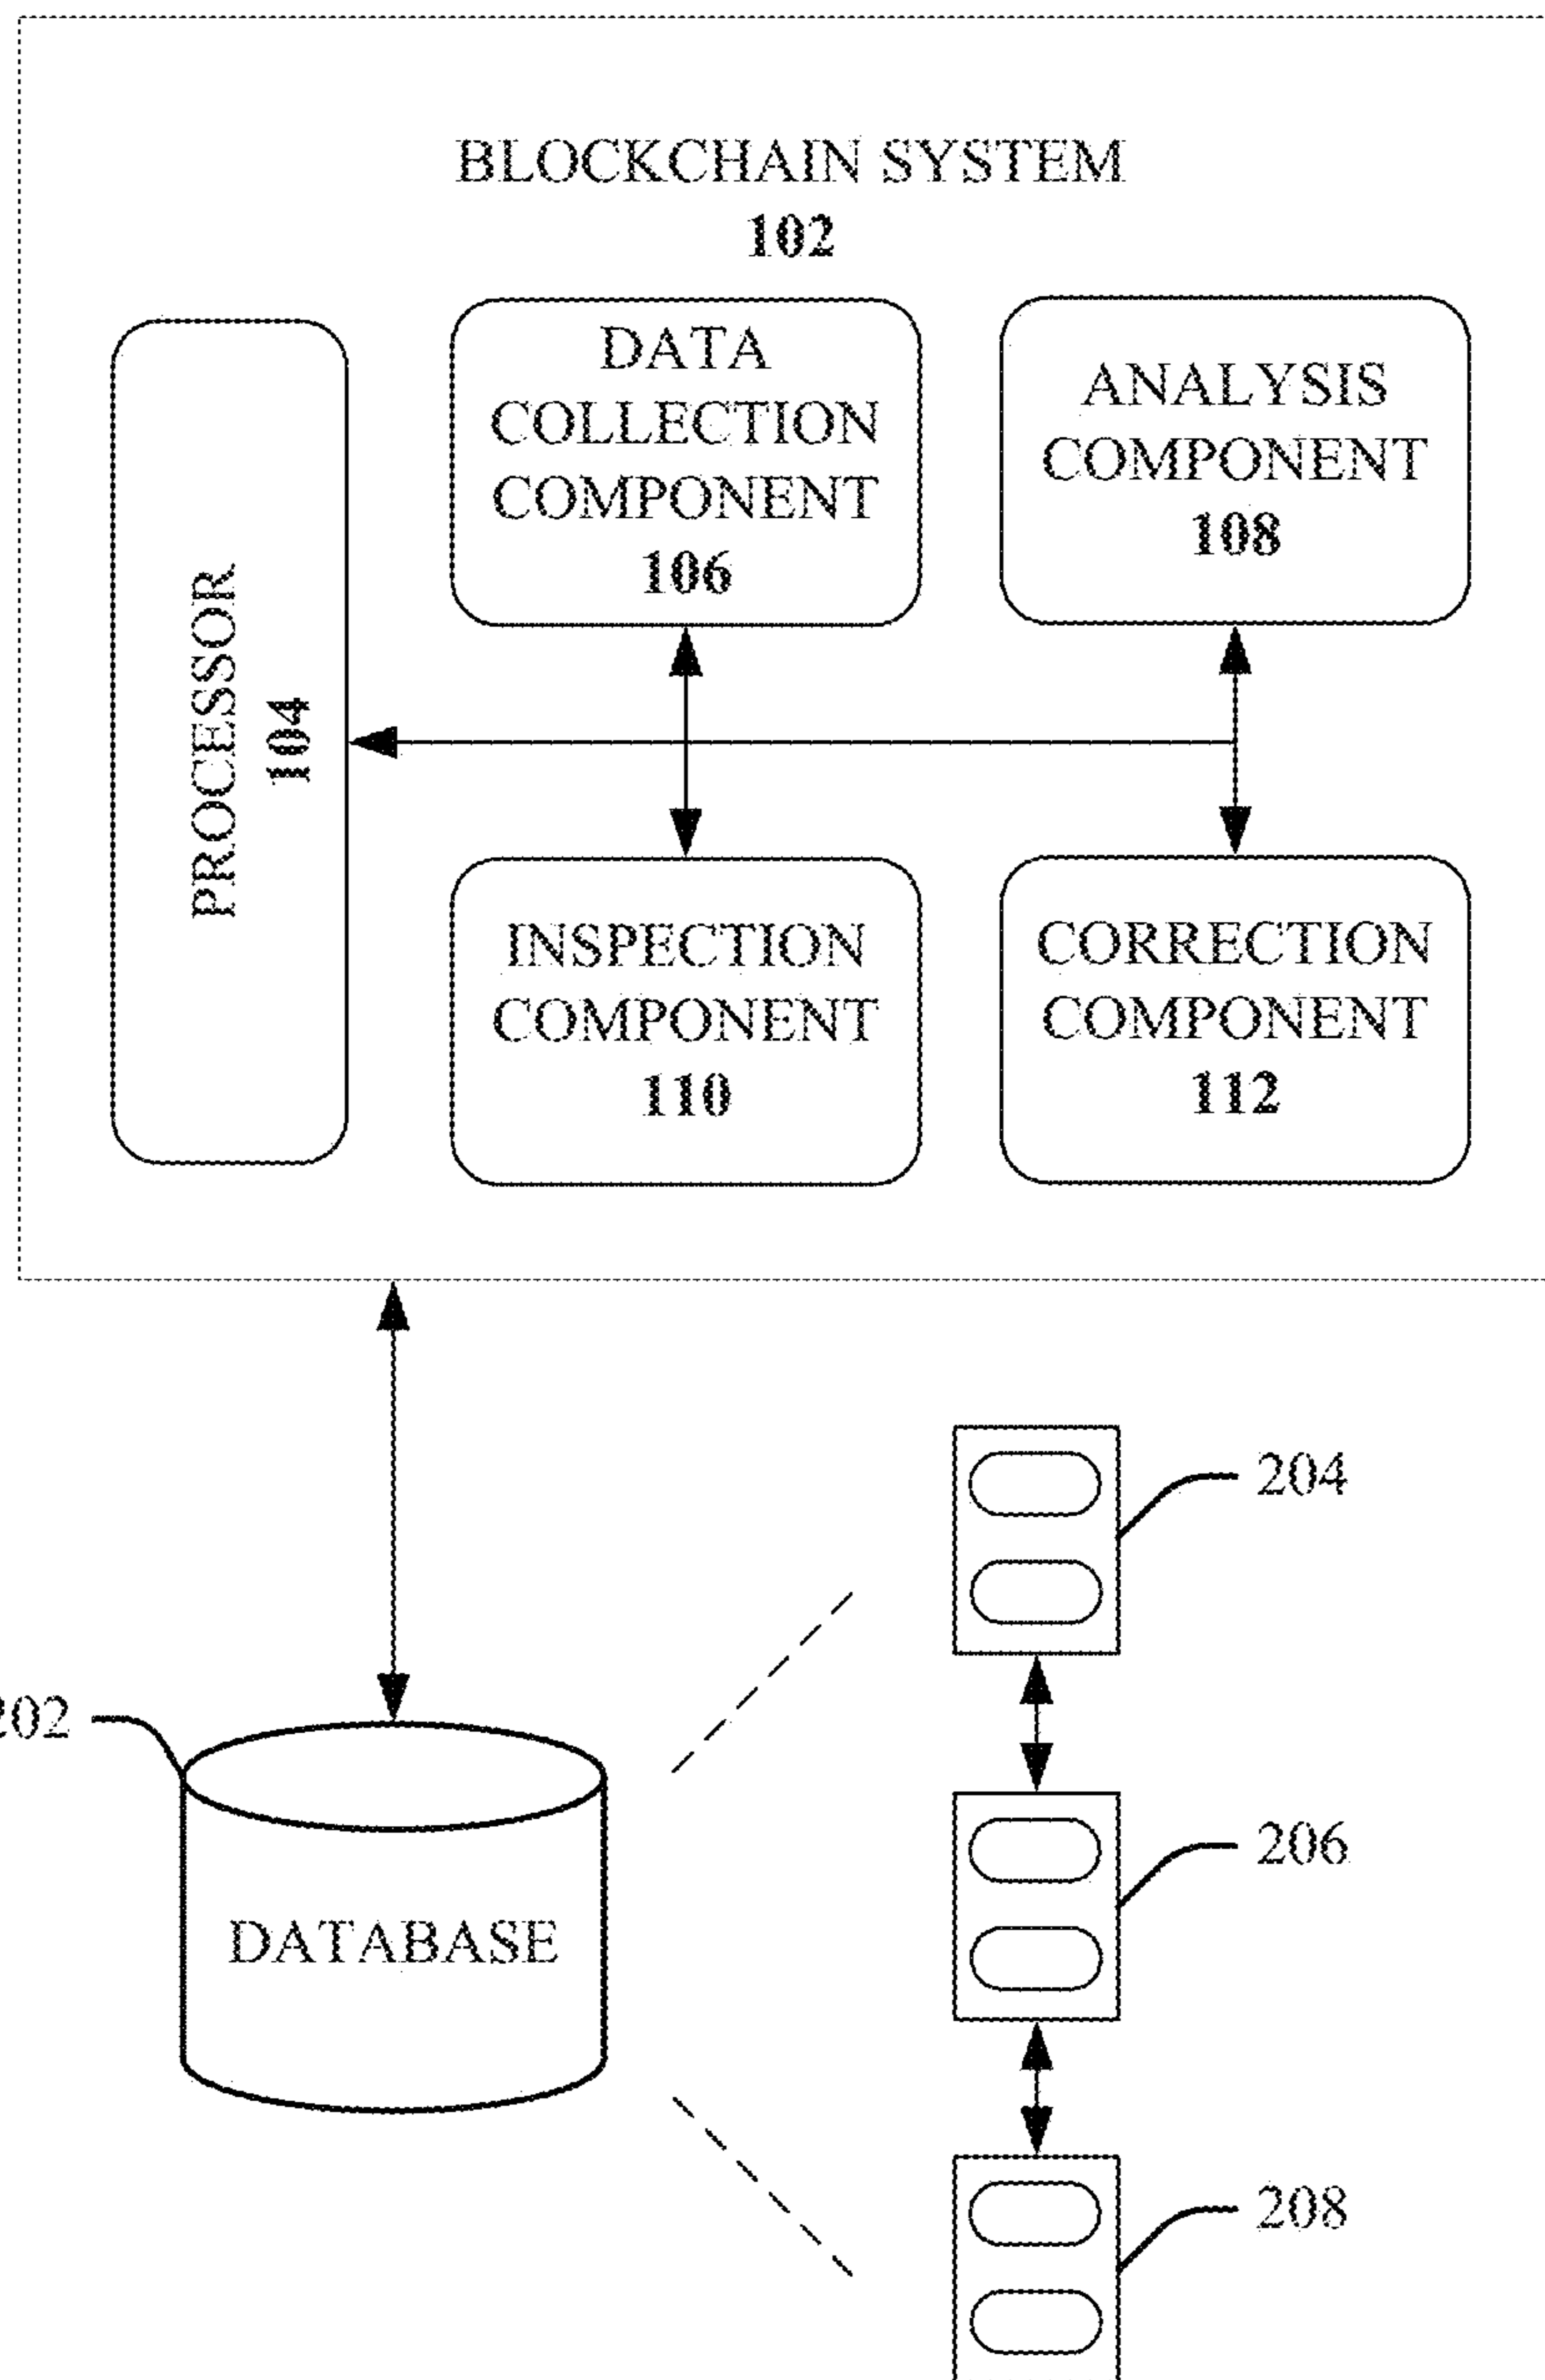 BLOCKCHAIN SYSTEM
102
PROCESSOR
104
DATA
COLLECTION
COMPONENT
106
ANALYSIS
COMPONENT
108
INSPECTION
COMPONENT
110
CORRECTION
COMPONENT
112
204
202
206
DATABASE
208